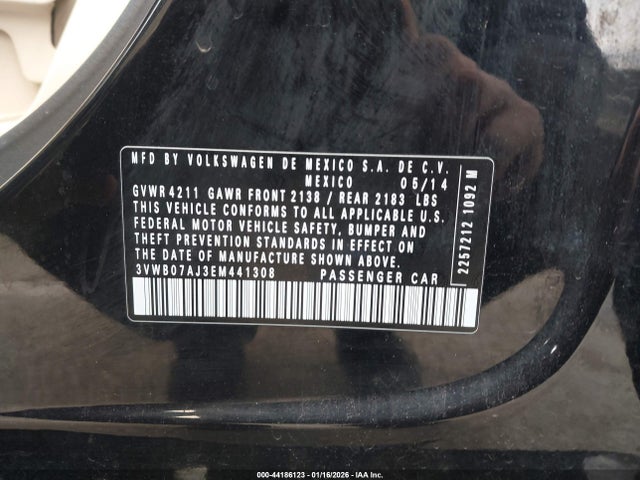 MFD BY VOLKSWAGEN DE MEXICO S.A. DE C.V.
MEXICO 05/14
GVWR 4211 GAWR FRONT 2138 / REAR 2183 LBS
THIS VEHICLE CONFORMS TO ALL APPLICABLE U.S.
FEDERAL MOTOR VEHICLE SAFETY, BUMPER AND
THEFT PREVENTION STANDARDS IN EFFECT ON
THE DATE OF MANUFACTURE SHOWN ABOVE.
3VWB07AJ3EM441308 PASSENGER CAR
2257212 1092 M
000-44186123 - 01/16/2026 - IAA Inc.